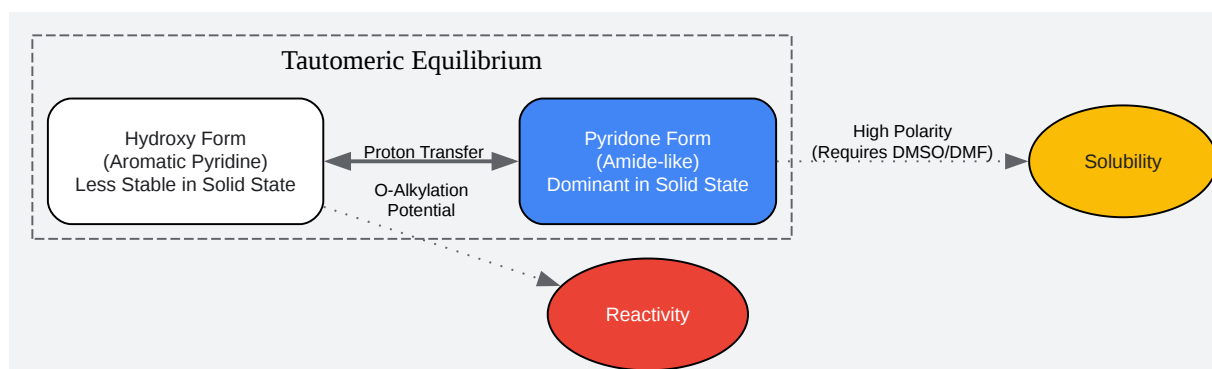 Tautomeric Equilibrium
Hydroxy Form
(Aromatic Pyridine)
Less Stable in Solid State
Proton Transfer
O-Alkylation
Potential
Pyridone Form
(Amide-like)
Dominant in Solid State
High Polarity
(Requires DMSO/DMF)
Solubility
Reactivity